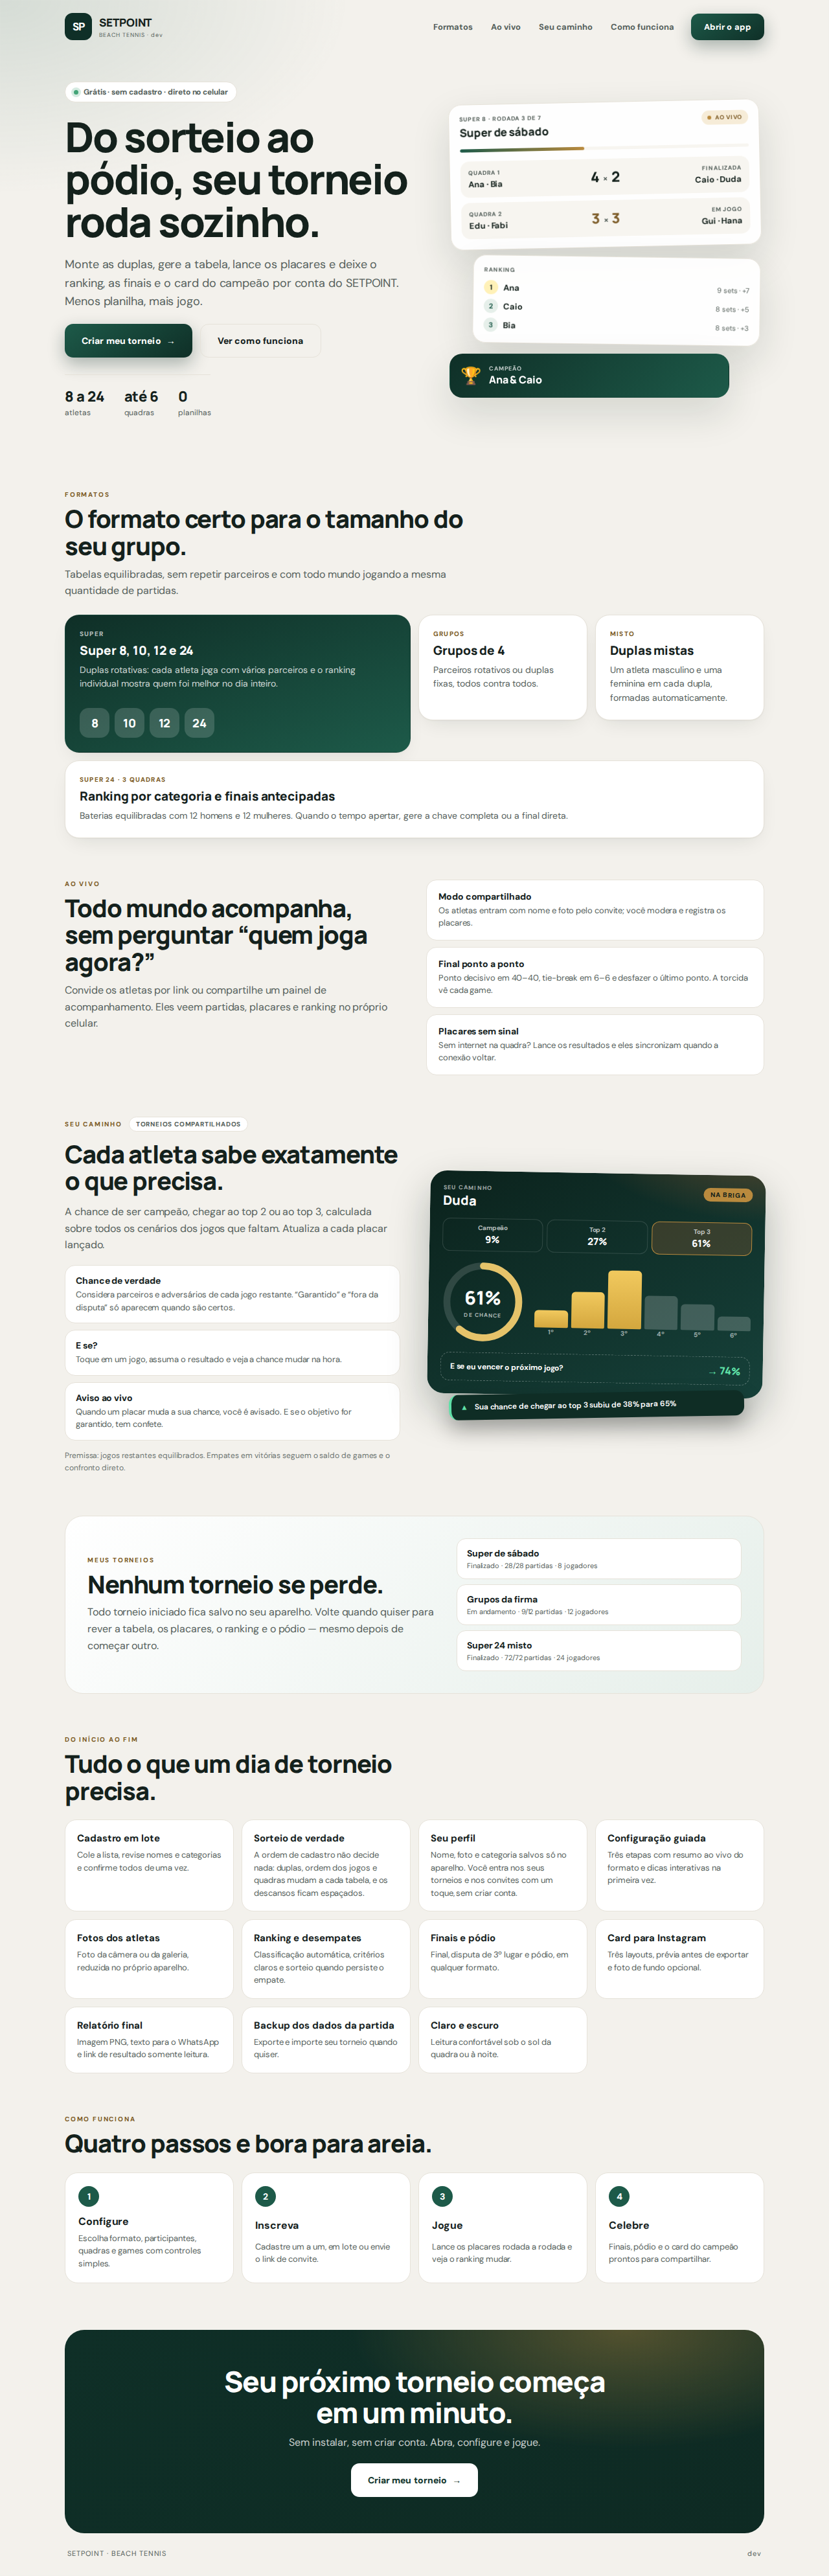 SP
SETPOINT
BEACH TENNIS · dev
Formatos
Ao vivo
Seu caminho
Como funciona
Abrir o app
Grátis · sem cadastro · direto no celular
Do sorteio ao
pódio, seu torneio
roda sozinho.
Monte as duplas, gere a tabela, lance os placares e deixe o
ranking, as finais e o card do campeão por conta do SETPOINT.
Menos planilha, mais jogo.
Criar meu torneio →
Ver como funciona
8 a 24
atletas
até 6
quadras
0
planilhas
SUPER 8 · RODADA 3 DE 7
Super de sábado
AO VIVO
QUADRA 1
Ana · Bia
4 × 2
FINALIZADA
Caio · Duda
QUADRA 2
Edu · Fabi
3 × 3
EM JOGO
Gui · Hana
RANKING
1 Ana 9 sets · +7
2 Caio 8 sets · +5
3 Bia 8 sets · +3
CAMPEÃO
Ana & Caio
FORMATOS
O formato certo para o tamanho do
seu grupo.
Tabelas equilibradas, sem repetir parceiros e com todo mundo jogando a mesma
quantidade de partidas.
SUPER
Super 8, 10, 12 e 24
Duplas rotativas: cada atleta joga com vários parceiros e o ranking
individual mostra quem foi melhor no dia inteiro.
8 10 12 24
GRUPOS
Grupos de 4
Parceiros rotativos ou duplas
fixas, todos contra todos.
MISTO
Duplas mistas
Um atleta masculino e uma
feminina em cada dupla,
formadas automaticamente.
SUPER 24 · 3 QUADRAS
Ranking por categoria e finais antecipadas
Baterias equilibradas com 12 homens e 12 mulheres. Quando o tempo apertar, gere a chave completa ou a final direta.
AO VIVO
Todo mundo acompanha,
sem perguntar “quem joga
agora?”
Convide os atletas por link ou compartilhe um painel de
acompanhamento. Eles veem partidas, placares e ranking no próprio
celular.
Modo compartilhado
Os atletas entram com nome e foto pelo convite; você modera e registra os
placares.
Final ponto a ponto
Ponto decisivo em 40–40, tie-break em 6–6 e desfazer o último ponto. A torcida
vê cada game.
Placares sem sinal
Sem internet na quadra? Lance os resultados e eles sincronizam quando a
conexão voltar.
SEU CAMINHO
TORNEIOS COMPARTILHADOS
Cada atleta sabe exatamente
o que precisa.
A chance de ser campeão, chegar ao top 2 ou ao top 3, calculada
sobre todos os cenários dos jogos que faltam. Atualiza a cada placar
lançado.
Chance de verdade
Considera parceiros e adversários de cada jogo restante. “Garantido” e “fora da
disputa” só aparecem quando são certos.
E se?
Toque em um jogo, assuma o resultado e veja a chance mudar na hora.
Aviso ao vivo
Quando um placar muda a sua chance, você é avisado. E se o objetivo for
garantido, tem confete.
Premissa: jogos restantes equilibrados. Empates em vitórias seguem o saldo de games e o
confronto direto.
SEU CAMINHO
Duda
NA BRIGA
Campeão
9%
Top 2
27%
Top 3
61%
61%
DE CHANCE
1º 2º 3º 4º 5º 6º
E se eu vencer o próximo jogo?
→ 74%
▲ Sua chance de chegar ao top 3 subiu de 38% para 65%
MEUS TORNEIOS
Nenhum torneio se perde.
Todo torneio iniciado fica salvo no seu aparelho. Volte quando quiser para
rever a tabela, os placares, o ranking e o pódio — mesmo depois de
começar outro.
Super de sábado
Finalizado · 28/28 partidas · 8 jogadores
Grupos da firma
Em andamento · 9/12 partidas · 12 jogadores
Super 24 misto
Finalizado · 72/72 partidas · 24 jogadores
DO INÍCIO AO FIM
Tudo o que um dia de torneio
precisa.
Cadastro em lote
Cole a lista, revise nomes e categorias
e confirme todos de uma vez.
Sorteio de verdade
A ordem de cadastro não decide
nada: duplas, ordem dos jogos e
quadras mudam a cada tabela, e os
descansos ficam espaçados.
Seu perfil
Nome, foto e categoria salvos só no
aparelho. Você entra nos seus
torneios e nos convites com um
toque, sem criar conta.
Configuração guiada
Três etapas com resumo ao vivo do
formato e dicas interativas na
primeira vez.
Fotos dos atletas
Foto da câmera ou da galeria,
reduzida no próprio aparelho.
Ranking e desempates
Classificação automática, critérios
claros e sorteio quando persiste o
empate.
Finais e pódio
Final, disputa de 3º lugar e pódio, em
qualquer formato.
Card para Instagram
Três layouts, prévia antes de exportar
e foto de fundo opcional.
Relatório final
Imagem PNG, texto para o WhatsApp
e link de resultado somente leitura.
Backup dos dados da partida
Exporte e importe seu torneio quando
quiser.
Claro e escuro
Leitura confortável sob o sol da
quadra ou à noite.
COMO FUNCIONA
Quatro passos e bora para areia.
1
Configure
Escolha formato, participantes,
quadras e games com controles
simples.
2
Inscreva
Cadastre um a um, em lote ou envie
o link de convite.
3
Jogue
Lance os placares rodada a rodada e
veja o ranking mudar.
4
Celebre
Finais, pódio e o card do campeão
prontos para compartilhar.
Seu próximo torneio começa
em um minuto.
Sem instalar, sem criar conta. Abra, configure e jogue.
Criar meu torneio →
SETPOINT · BEACH TENNIS
dev